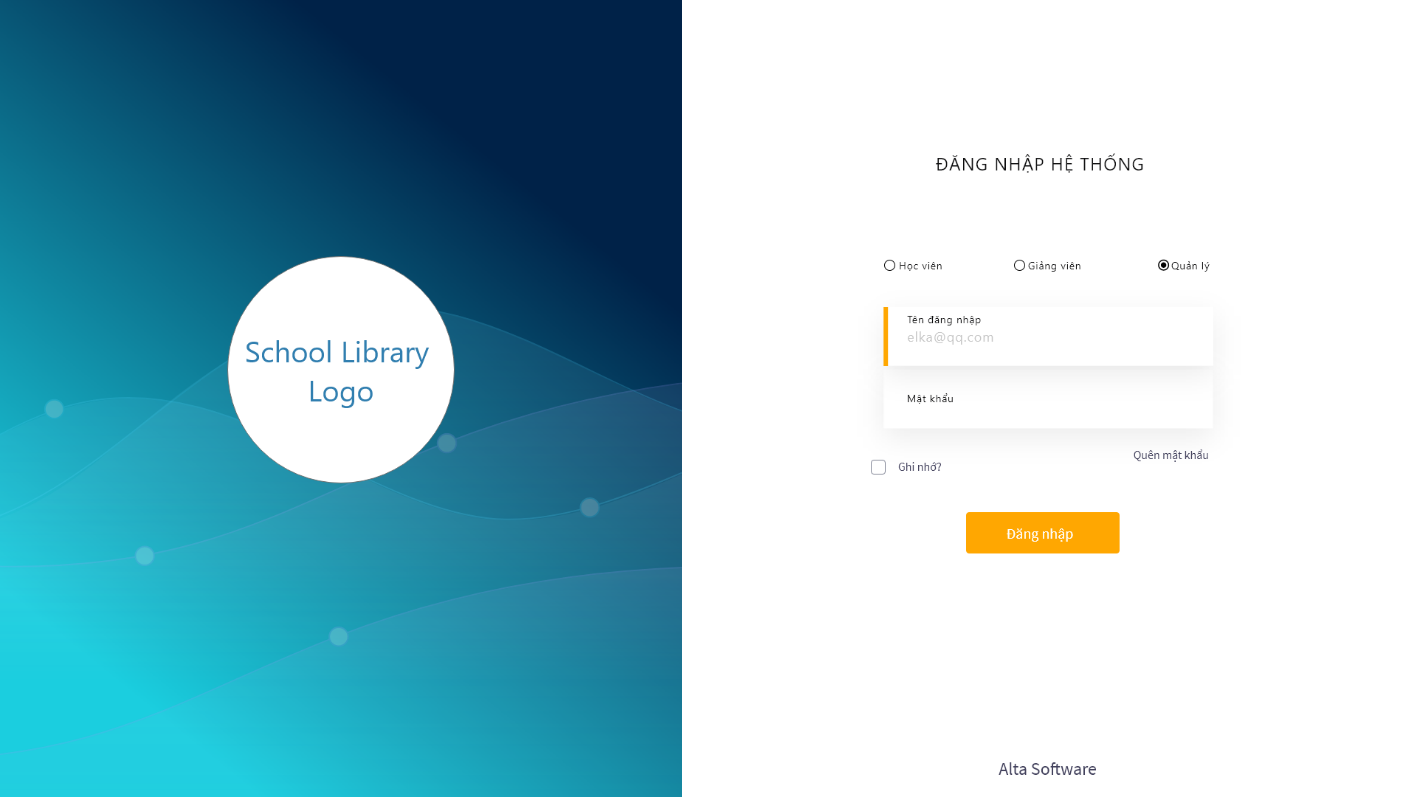 School Library
Logo
ĐĂNG NHẬP HỆ THỐNG
Học viên Giảng viên Quản lý
Tên đăng nhập
elka@qq.com
Mật khẩu
Quên mật khẩu
Ghi nhớ?
Đăng nhập
Alta Software